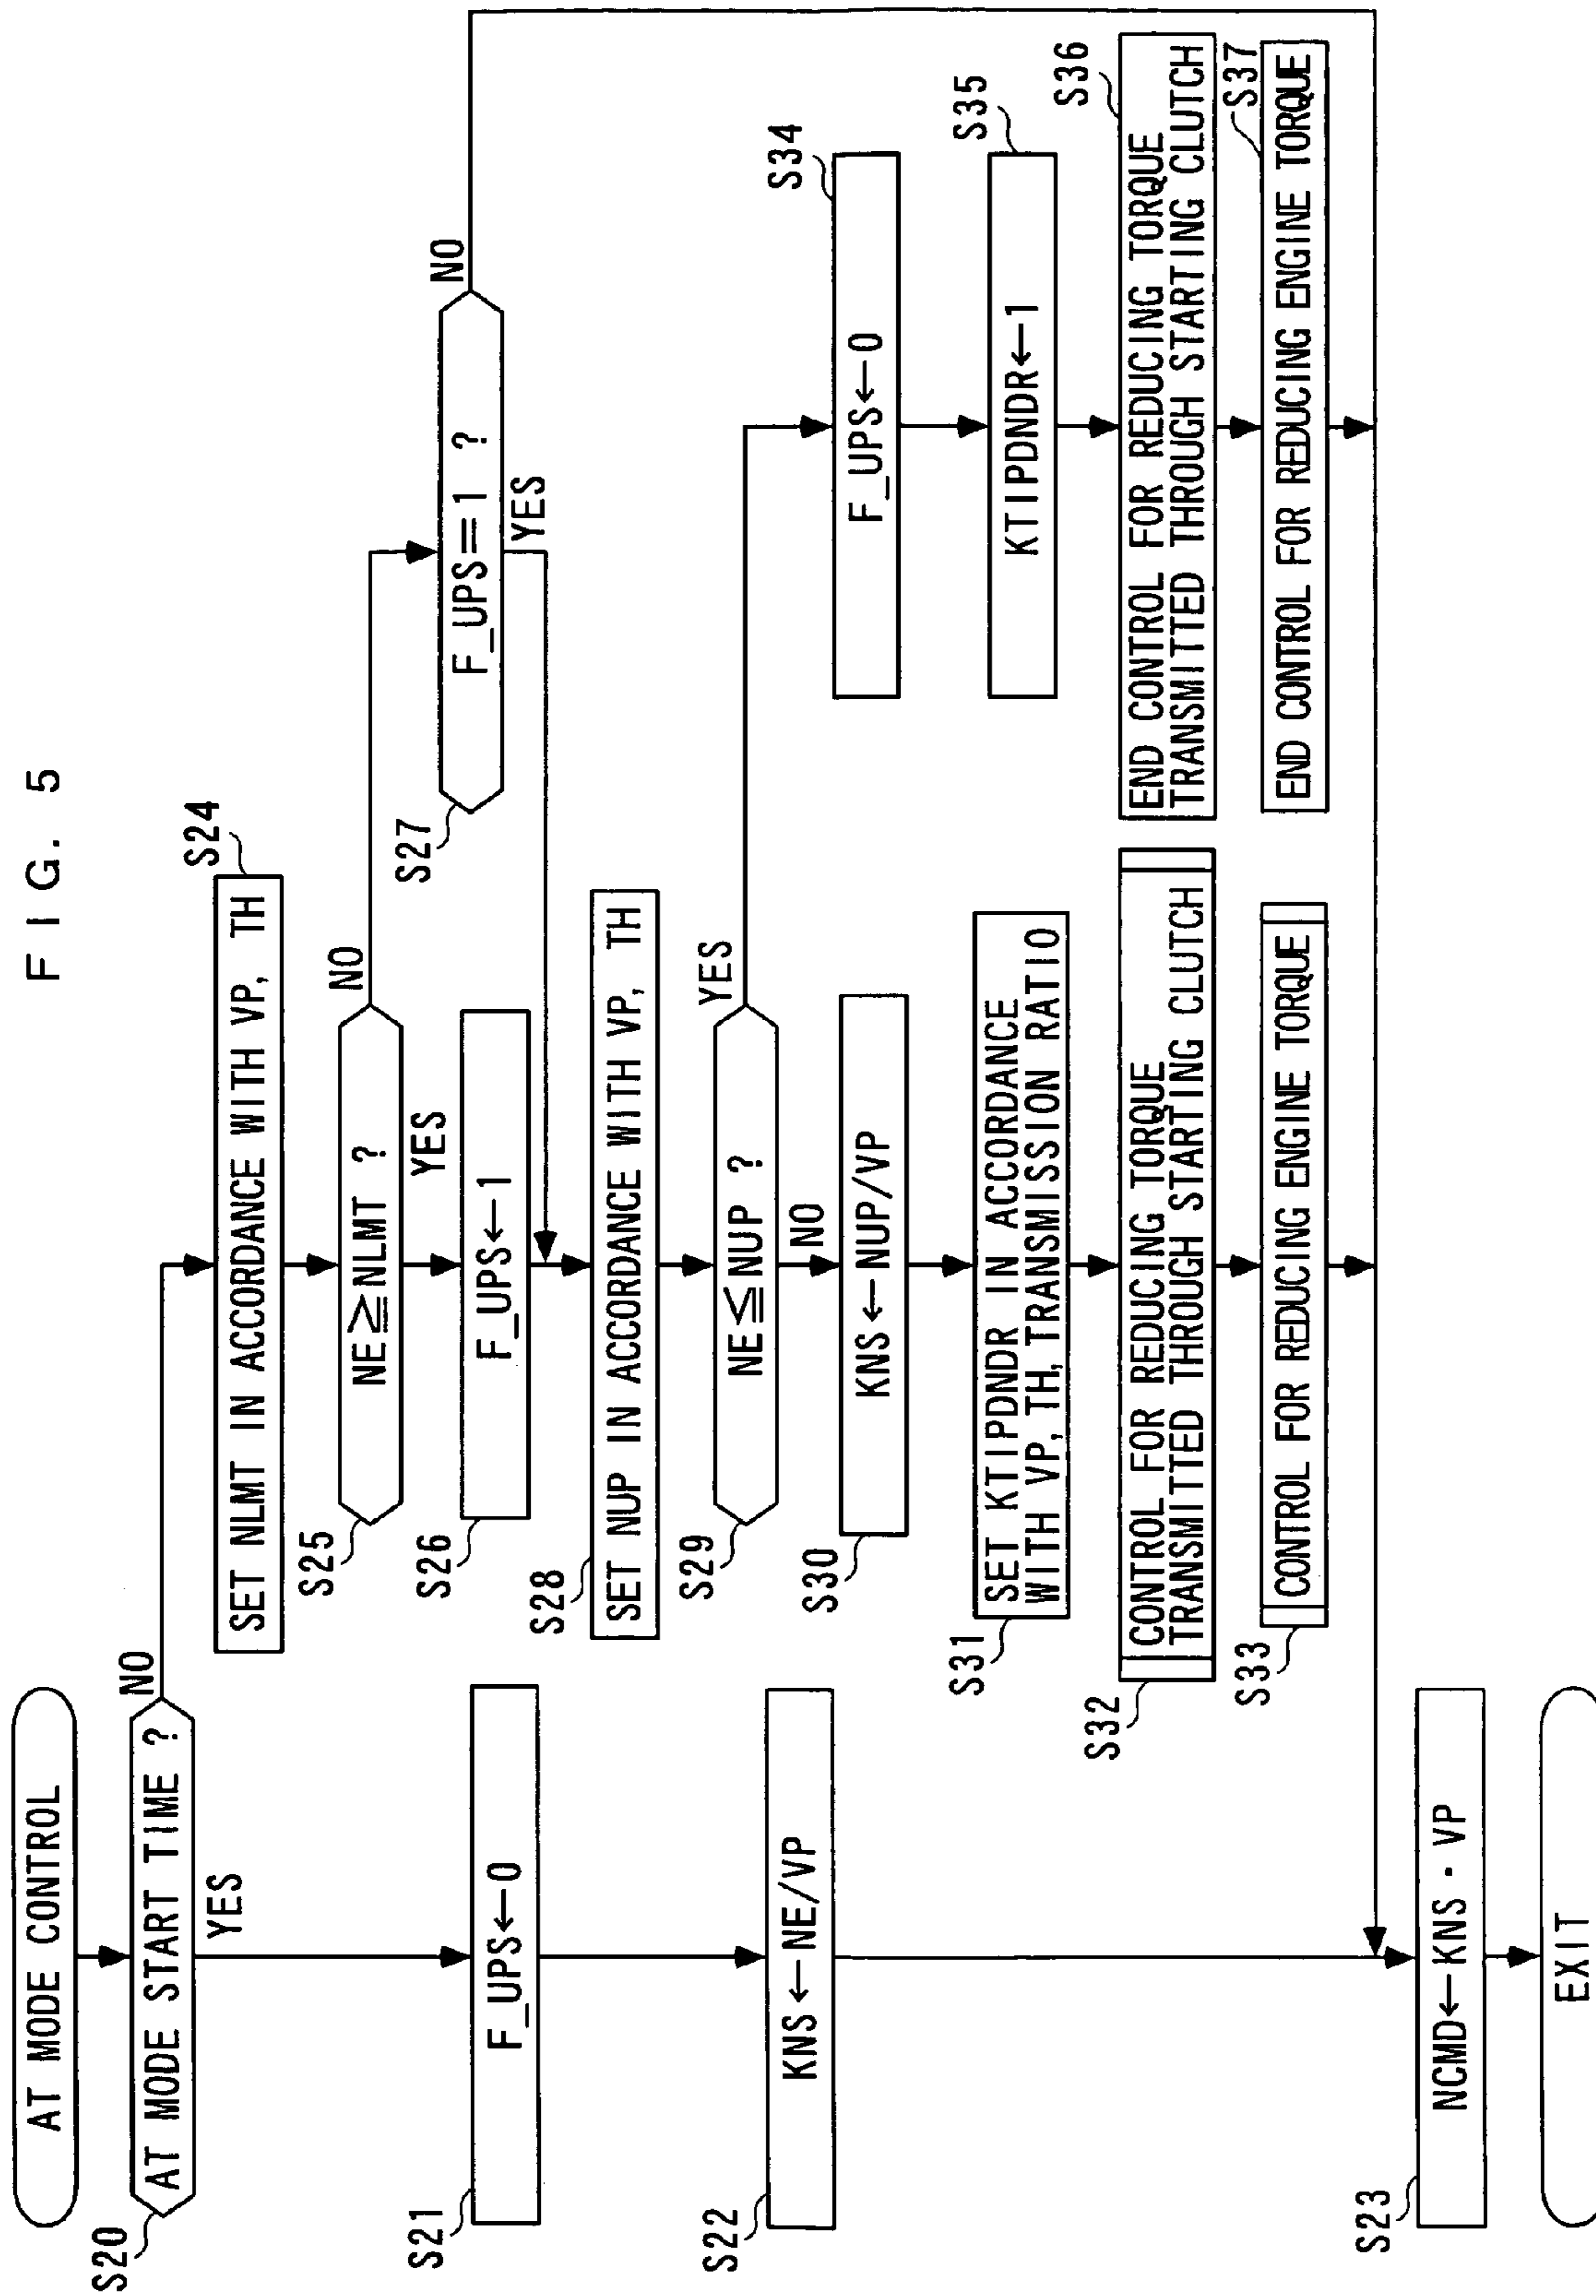 FIG. 5
AT MODE CONTROL
S20
AT MODE START TIME ?
NO
YES
S21
F_UPS←0
S22
KNS←NE/VP
S23
NCMD←KNS・VP
EXIT
S24
SET NLMT IN ACCORDANCE WITH VP, TH
S25
NE≧NLMT ?
NO
YES
S26
F_UPS←1
S27
F_UPS=1 ?
NO
YES
S28
SET NUP IN ACCORDANCE WITH VP, TH
S29
NE≦NUP ?
YES
NO
S30
KNS←NUP/VP
S31
SET KTIPDNDR IN ACCORDANCE
WITH VP, TH, TRANSMISSION RATIO
S32
CONTROL FOR REDUCING TORQUE
TRANSMITTED THROUGH STARTING CLUTCH
S33
CONTROL FOR REDUCING ENGINE TORQUE
S34
F_UPS←0
S35
KTIPDNDR←1
S36
END CONTROL FOR REDUCING TORQUE
TRANSMITTED THROUGH STARTING CLUTCH
S37
END CONTROL FOR REDUCING ENGINE TORQUE